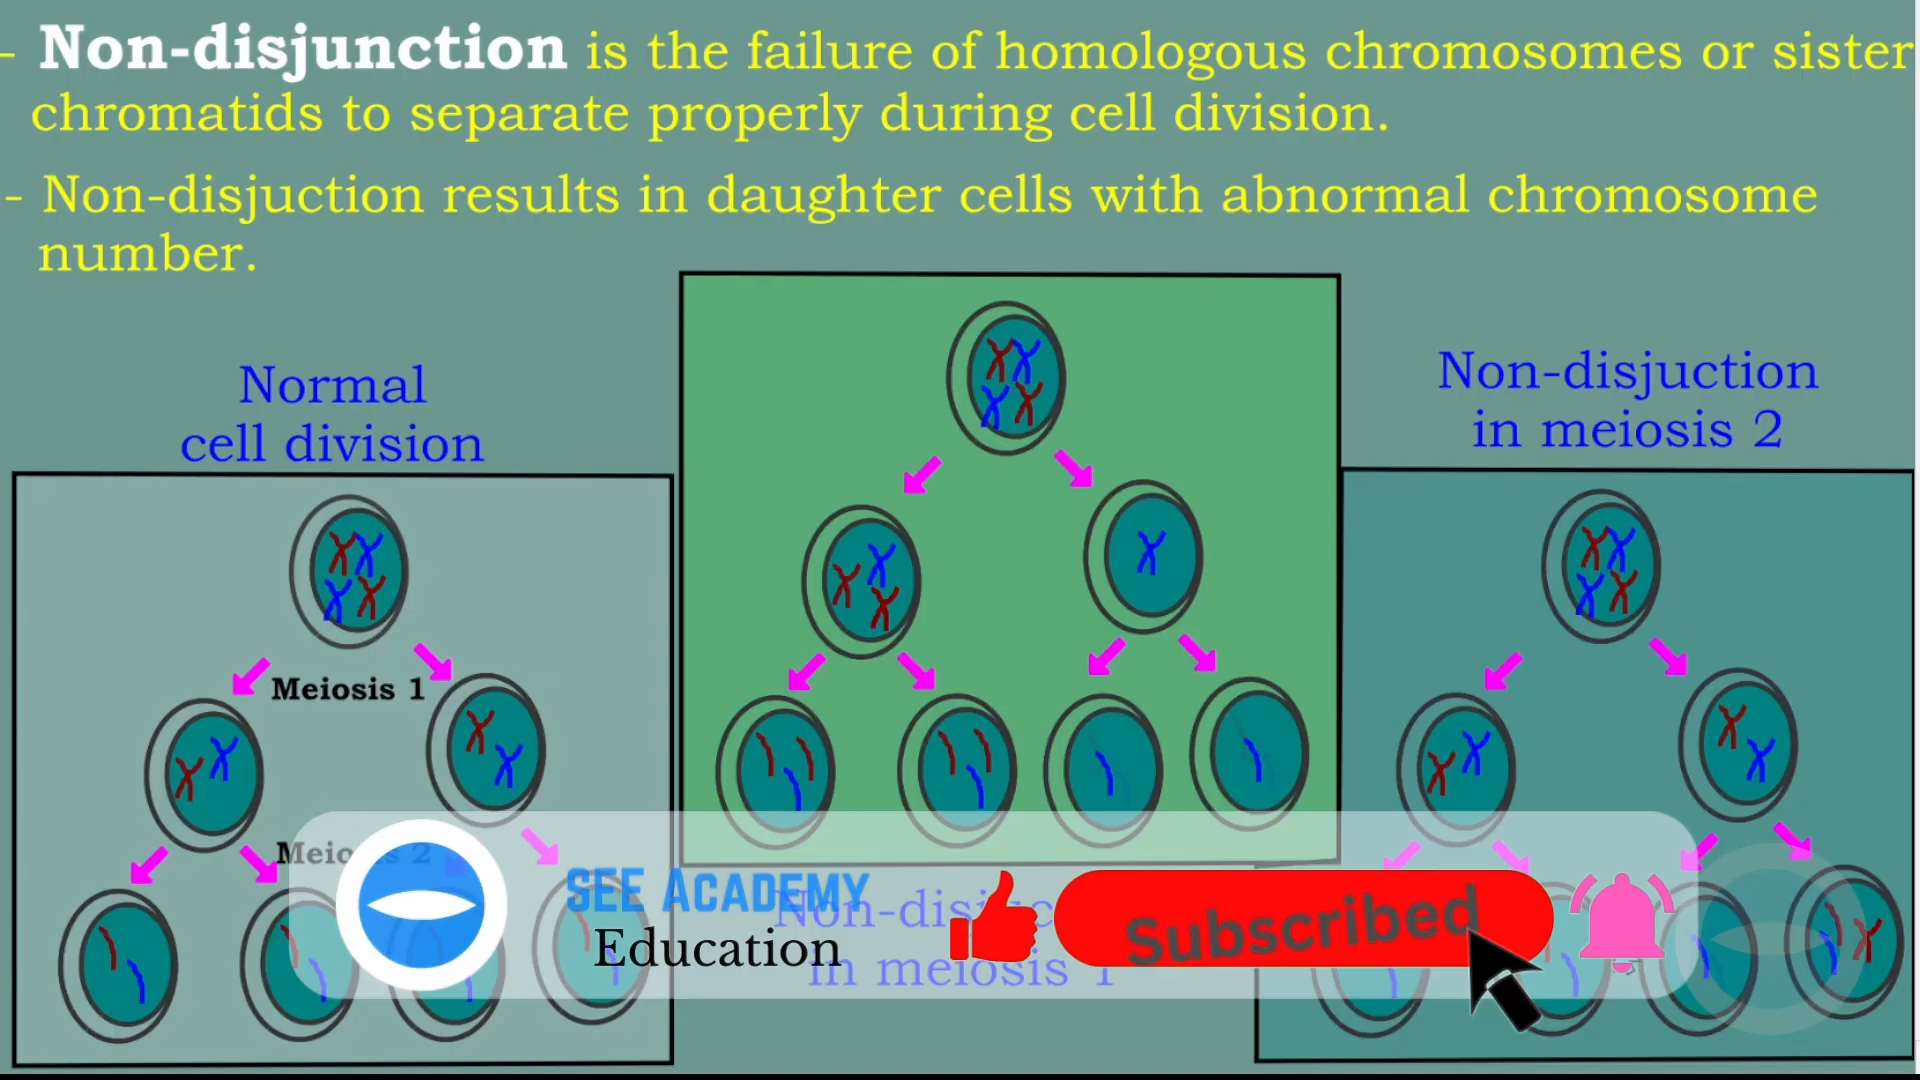 - Non-disjunction is the failure of homologous chromosomes or sister
chromatids to separate properly during cell division.
- Non-disjuction results in daughter cells with abnormal chromosome
number.
Normal
cell division
Non-disjuction
in meiosis 2
Meiosis 1
2
SEE ACADEMY
Education
in meiosis 1
Subscribed